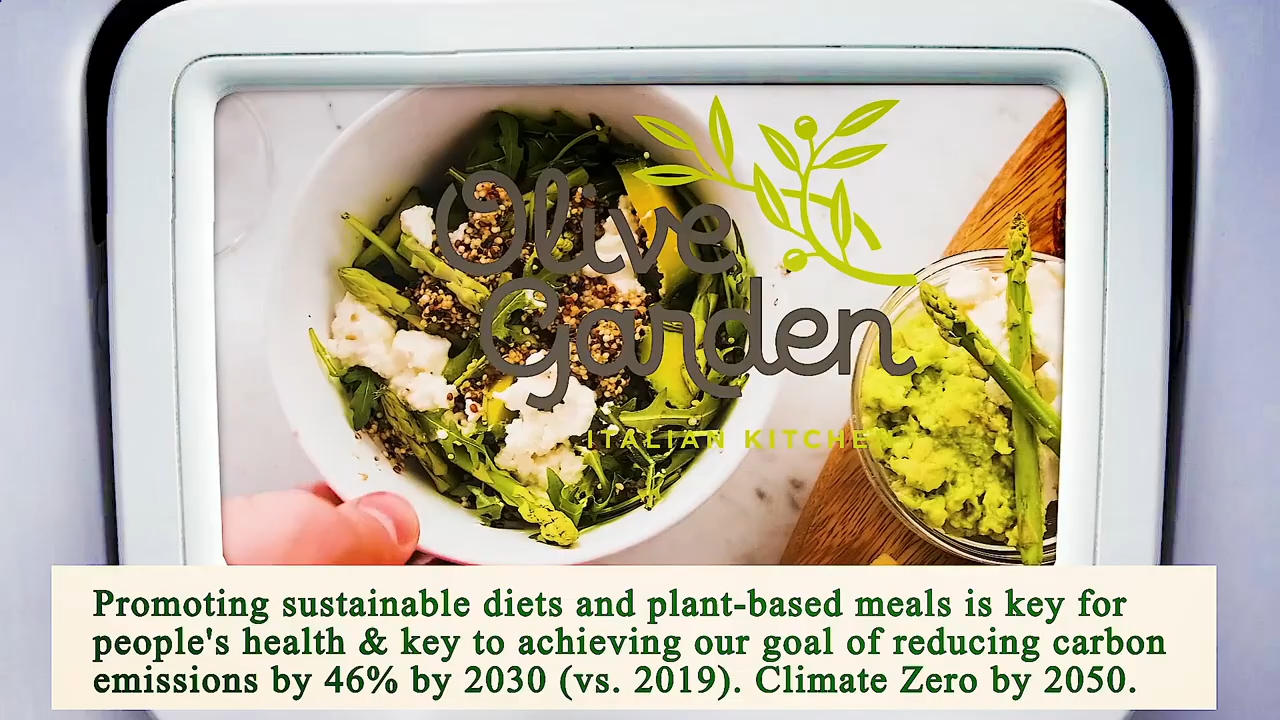 Olive
Garden
ITALIAN KITCHEN
Promoting sustainable diets and plant-based meals is key for
people's health & key to achieving our goal of reducing carbon
emissions by 46% by 2030 (vs. 2019). Climate Zero by 2050.